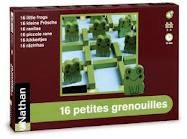 16 little frogs
16 kleine Frösche
16 ranitas
16 piccole rane
16 kikkertjes
16 rãzinhas
Nathan
16 petites grenouilles